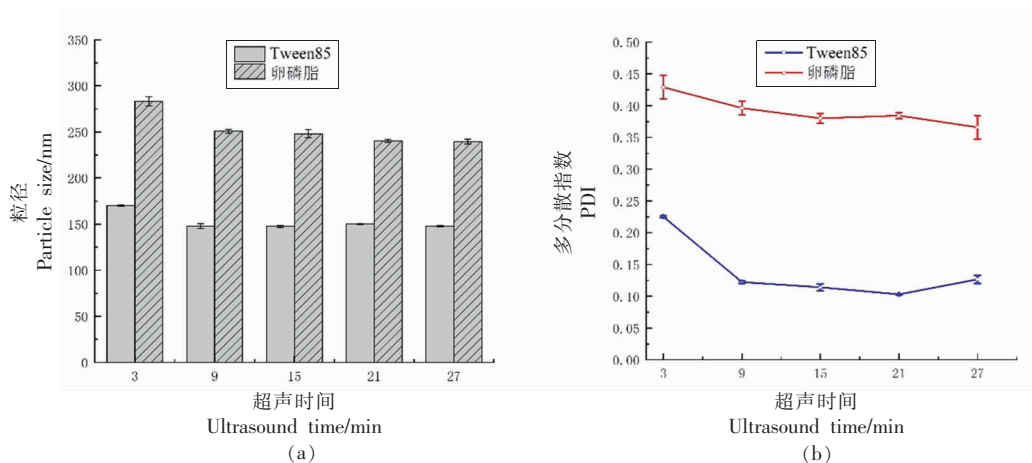 350
300
250
200
150
100
50
0
粒径
Particle size/nm
Tween85
卵磷脂
3 9 15 21 27
超声时间
Ultrasound time/min
(a)
0.50
0.45
0.40
0.35
0.30
0.25
0.20
0.15
0.10
0.05
0.00
多分散指数
PDI
Tween85
卵磷脂
3 9 15 21 27
超声时间
Ultrasound time/min
(b)